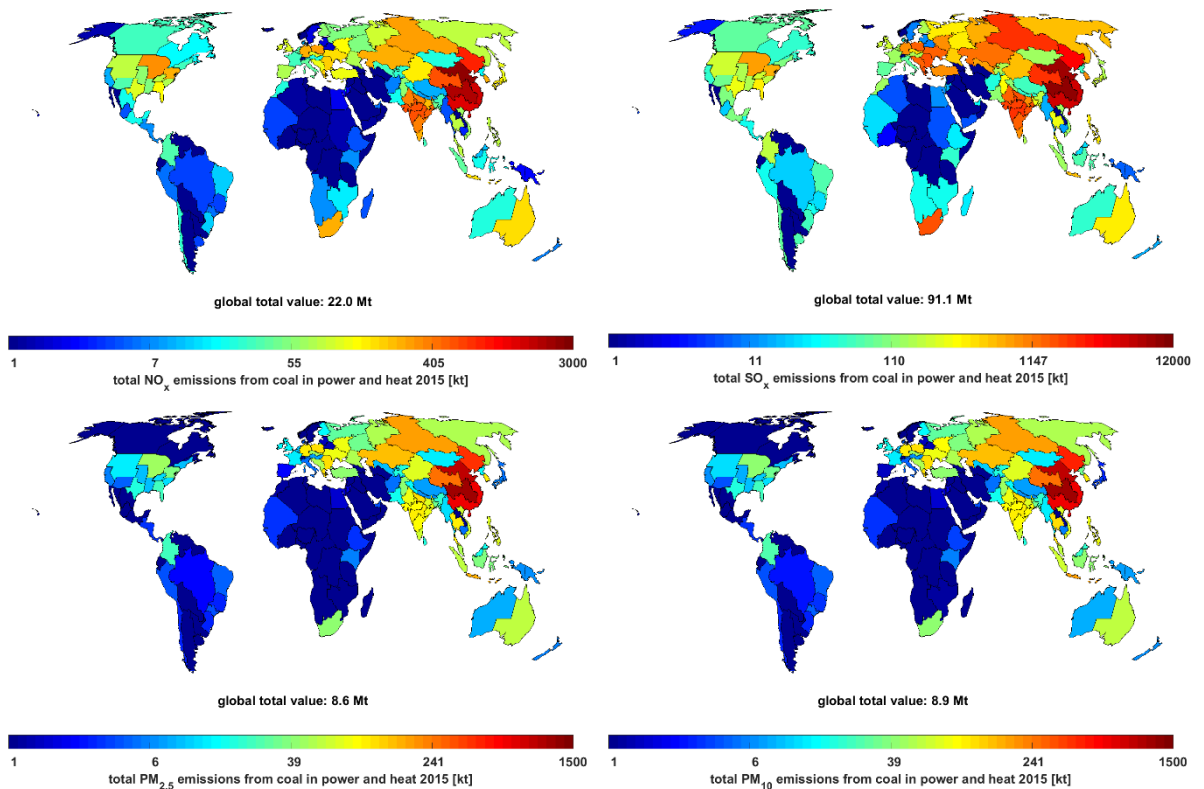 global total value: 22.0 Mt
1 7 55 405 3000
total NOx emissions from coal in power and heat 2015 [kt]
global total value: 91.1 Mt
1 11 110 1147 12000
total SOx emissions from coal in power and heat 2015 [kt]
global total value: 8.6 Mt
1 6 39 241 1500
total PM2.5 emissions from coal in power and heat 2015 [kt]
global total value: 8.9 Mt
1 6 39 241 1500
total PM10 emissions from coal in power and heat 2015 [kt]